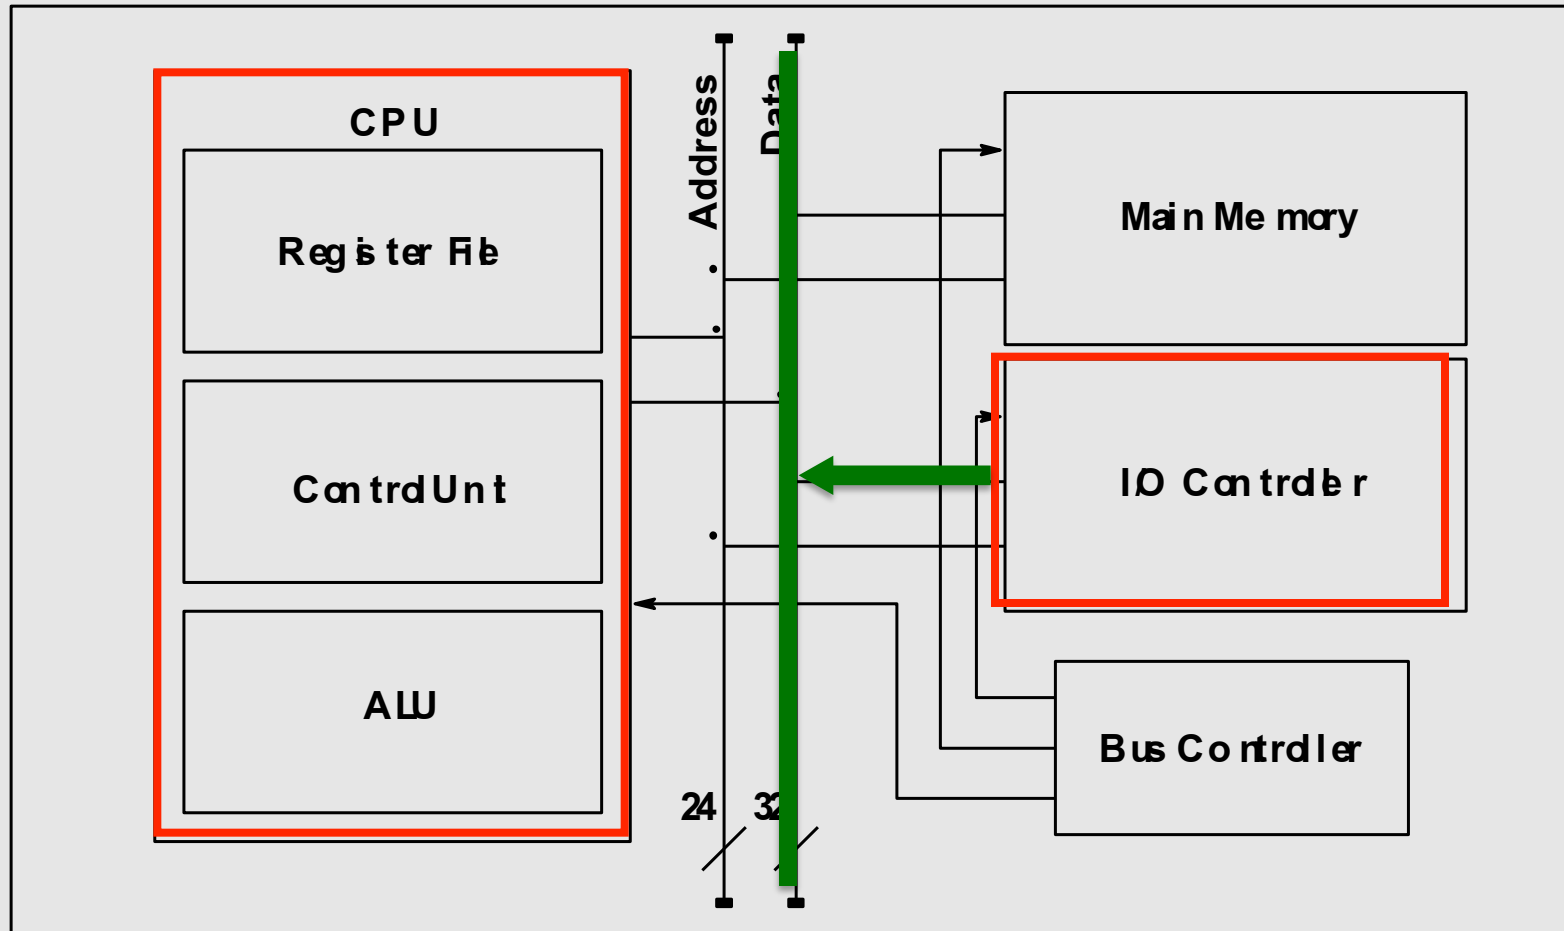 CPU
Register File
Control Unit
ALU
Address
Data
24
32
Main Memory
I/O Controller
Bus Controller